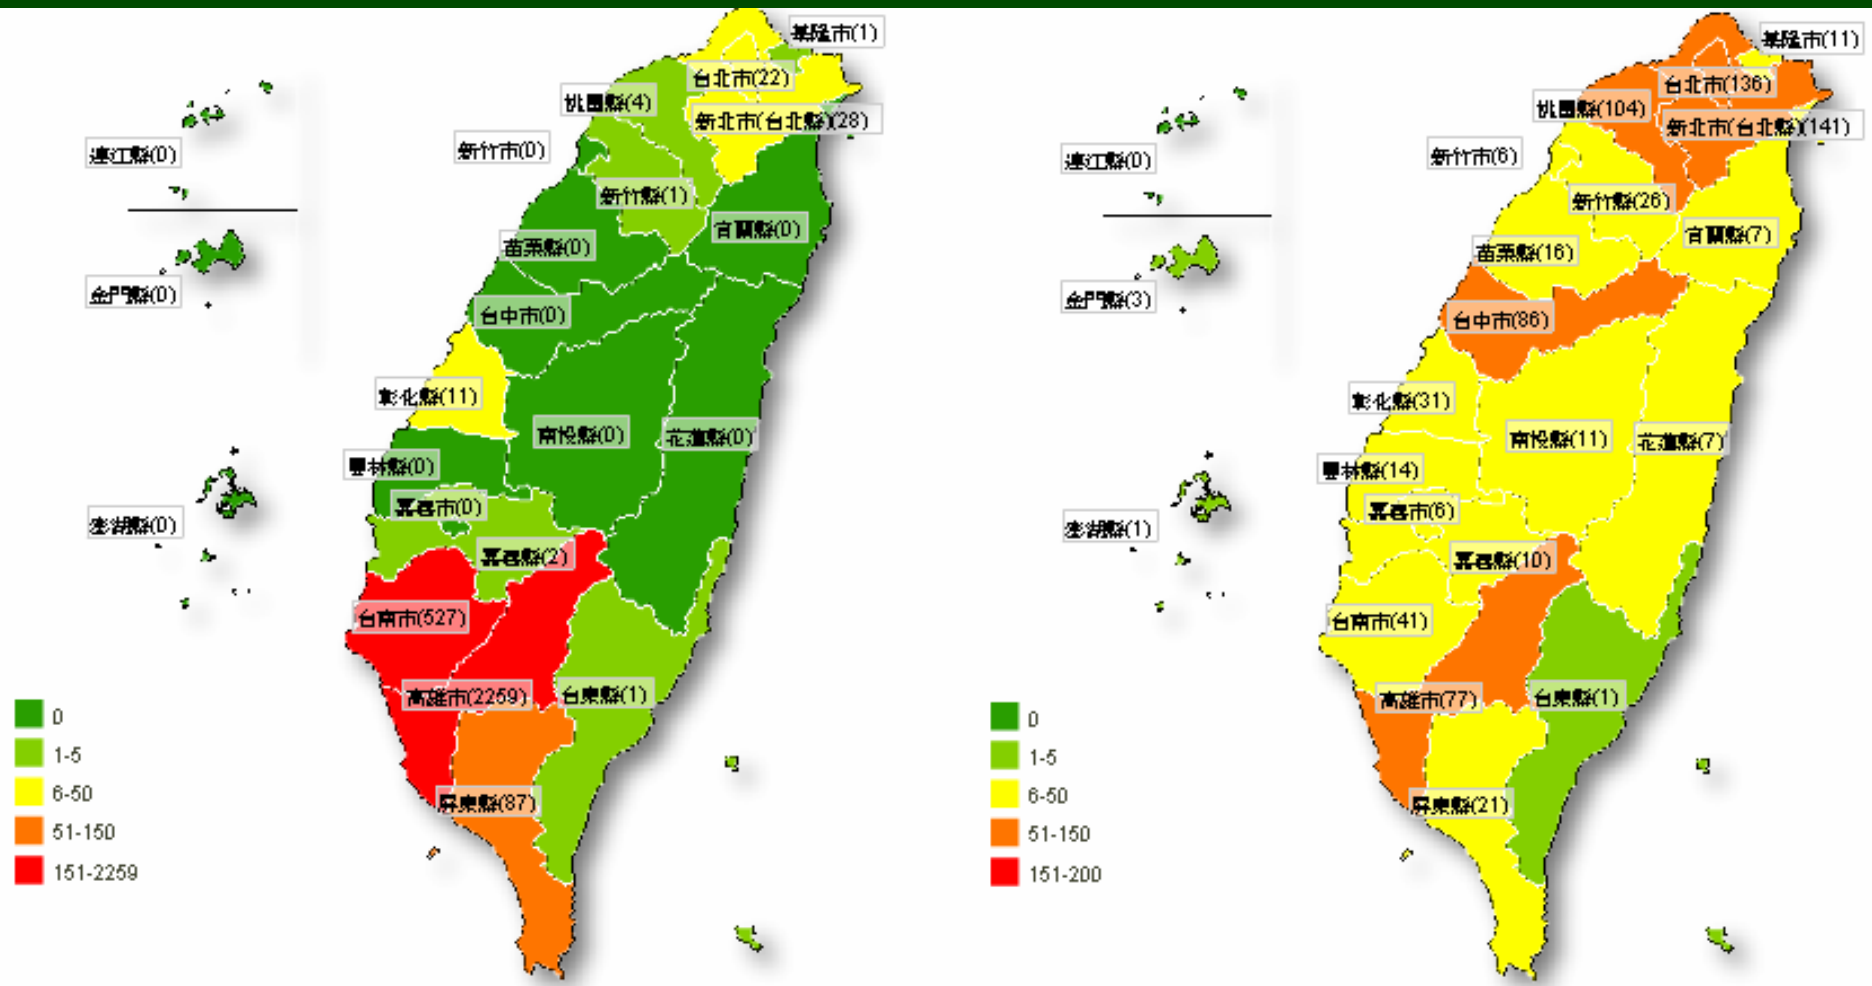 基隆市(1)
台北市(22)
桃園縣(4)
新北市(台北縣)(28)
新竹市(0)
連江縣(0)
新竹縣(1)
宜蘭縣(0)
苗栗縣(0)
金門縣(0)
台中市(0)
彰化縣(11)
南投縣(0)
花蓮縣(0)
雲林縣(0)
嘉義市(0)
澎湖縣(0)
嘉義縣(2)
台南市(527)
高雄市(2259)
台東縣(1)
屏東縣(87)
0
1-5
6-50
51-150
151-2259
基隆市(11)
台北市(136)
桃園縣(104)
新北市(台北縣)(141)
新竹市(6)
連江縣(0)
新竹縣(26)
宜蘭縣(7)
苗栗縣(16)
金門縣(3)
台中市(86)
彰化縣(31)
南投縣(11)
花蓮縣(7)
雲林縣(14)
嘉義市(6)
澎湖縣(1)
嘉義縣(10)
台南市(41)
高雄市(77)
台東縣(1)
屏東縣(21)
0
1-5
6-50
51-150
151-200